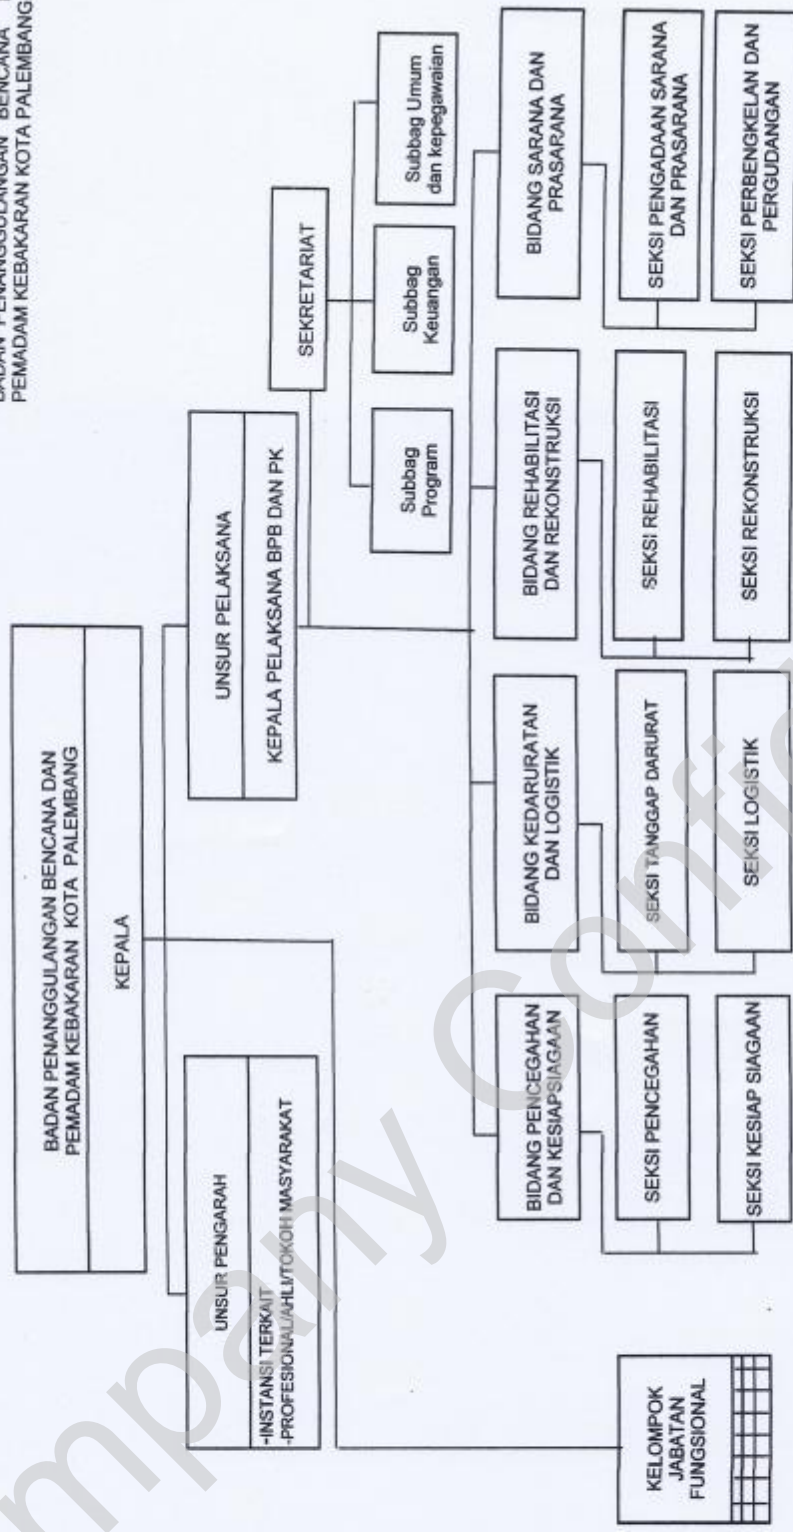 BADAN PENANGGULANGAN BENCANA
PEMADAM KEBAKARAN KOTA PALEMBANG
BADAN PENANGGULANGAN BENCANA DAN
PEMADAM KEBAKARAN KOTA PALEMBANG
KEPALA
UNSUR PENGARAH
-INSTANSI TERKAIT
-PROFESIONAL/AHLI/TOKOH MASYARAKAT
UNSUR PELAKSANA
KEPALA PELAKSANA BPB DAN PK
SEKRETARIAT
Subbag
Program
Subbag
Keuangan
Subbag Umum
dan kepegawaian
KELOMPOK
JABATAN
FUNGSIONAL
BIDANG PENCEGAHAN
DAN KESIAPSIAGAAN
SEKSI PENCEGAHAN
SEKSI KESIAP SIAGAAN
BIDANG KEDARURATAN
DAN LOGISTIK
SEKSI TANGGAP DARURAT
SEKSI LOGISTIK
BIDANG REHABILITASI
DAN REKONSTRUKSI
SEKSI REHABILITASI
SEKSI REKONSTRUKSI
BIDANG SARANA DAN
PRASARANA
SEKSI PENGADAAN SARANA
DAN PRASARANA
SEKSI PERBENGKELAN DAN
PERGUDANGAN
mpany Confi